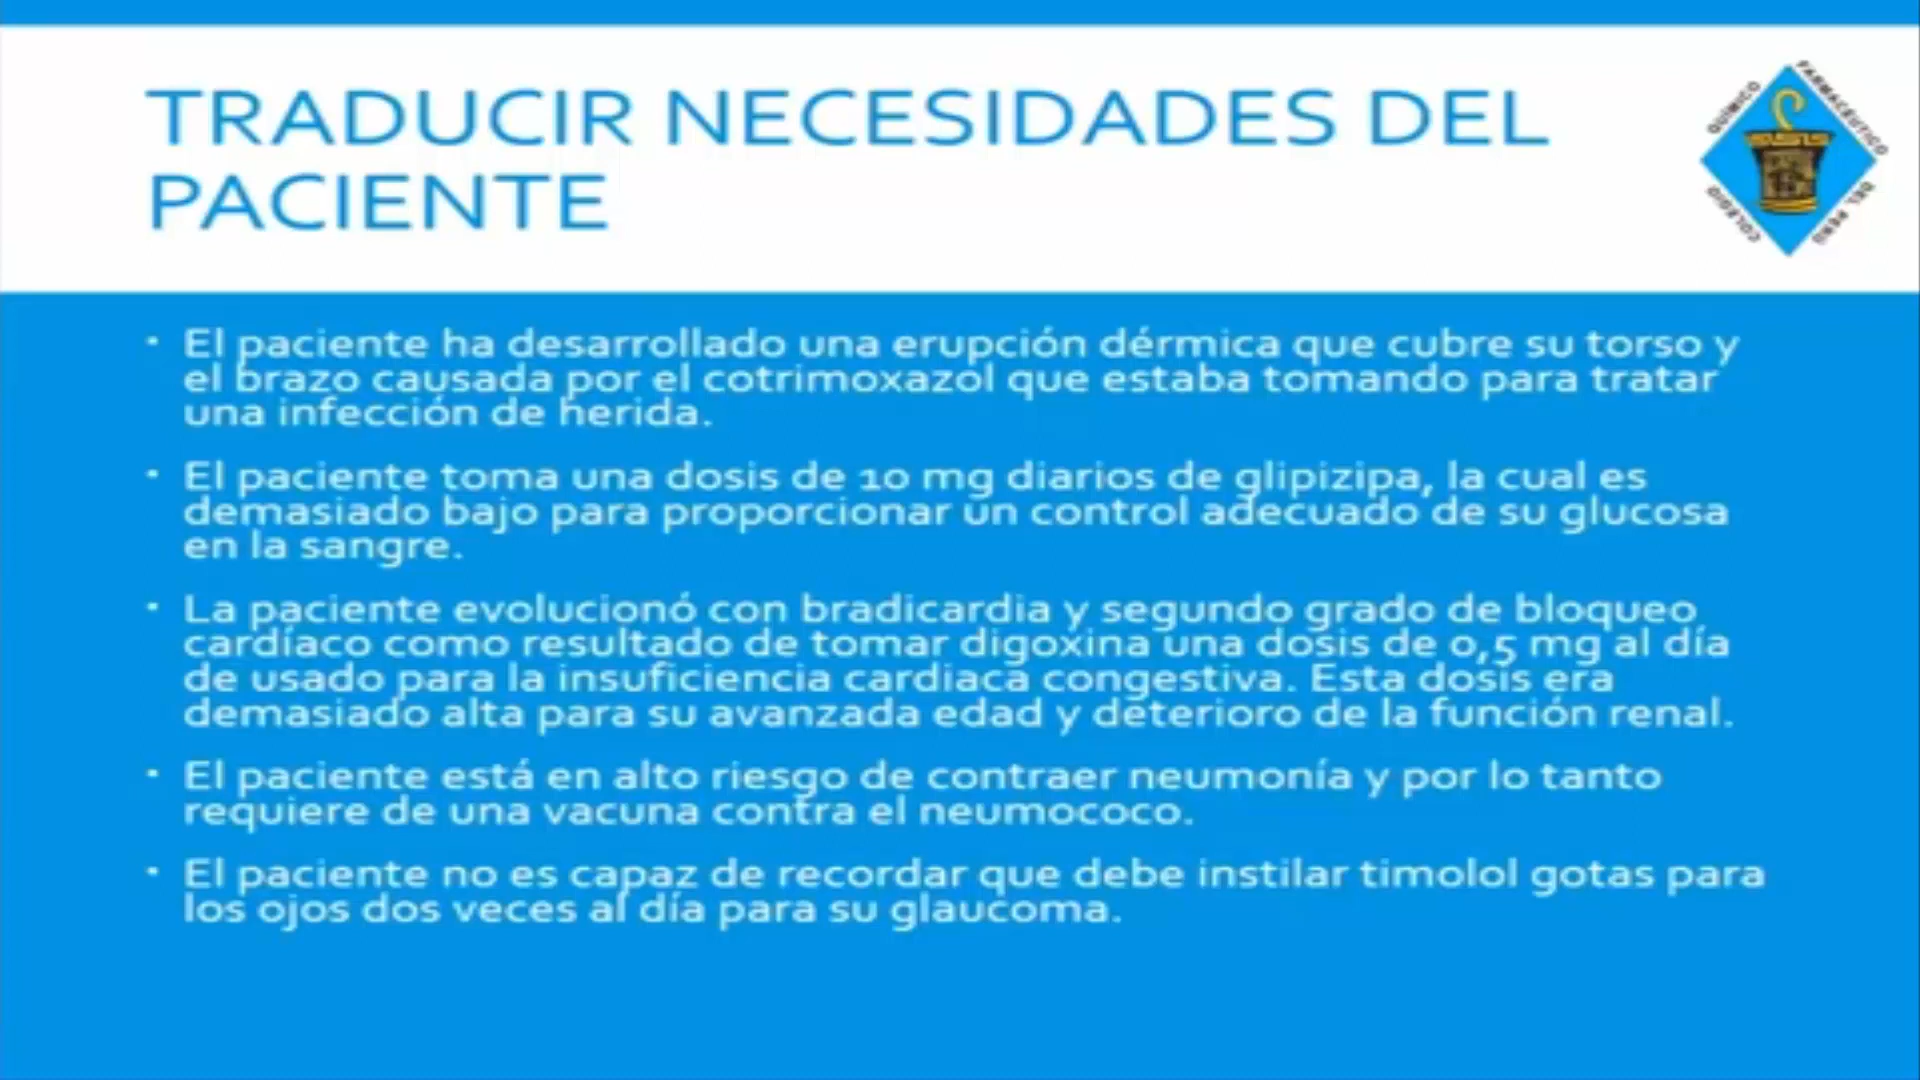 TRADUCIR NECESIDADES DEL
PACIENTE
QUIMICO
FARMACEUTICO
COLEGIO
DEL PERÚ
• El paciente ha desarrollado una erupción dérmica que cubre su torso y
el brazo causada por el cotrimoxazol que estaba tomando para tratar
una infección de herida.
• El paciente toma una dosis de 10 mg diarios de glipizipa, la cual es
demasiado bajo para proporcionar un control adecuado de su glucosa
en la sangre.
• La paciente evolucionó con bradicardia y segundo grado de bloqueo
cardíaco como resultado de tomar digoxina una dosis de 0,5 mg al día
de usado para la insuficiencia cardiaca congestiva. Esta dosis era
demasiado alta para su avanzada edad y deterioro de la función renal.
• El paciente está en alto riesgo de contraer neumonía y por lo tanto
requiere de una vacuna contra el neumococo.
• El paciente no es capaz de recordar que debe instilar timolol gotas para
los ojos dos veces al día para su glaucoma.